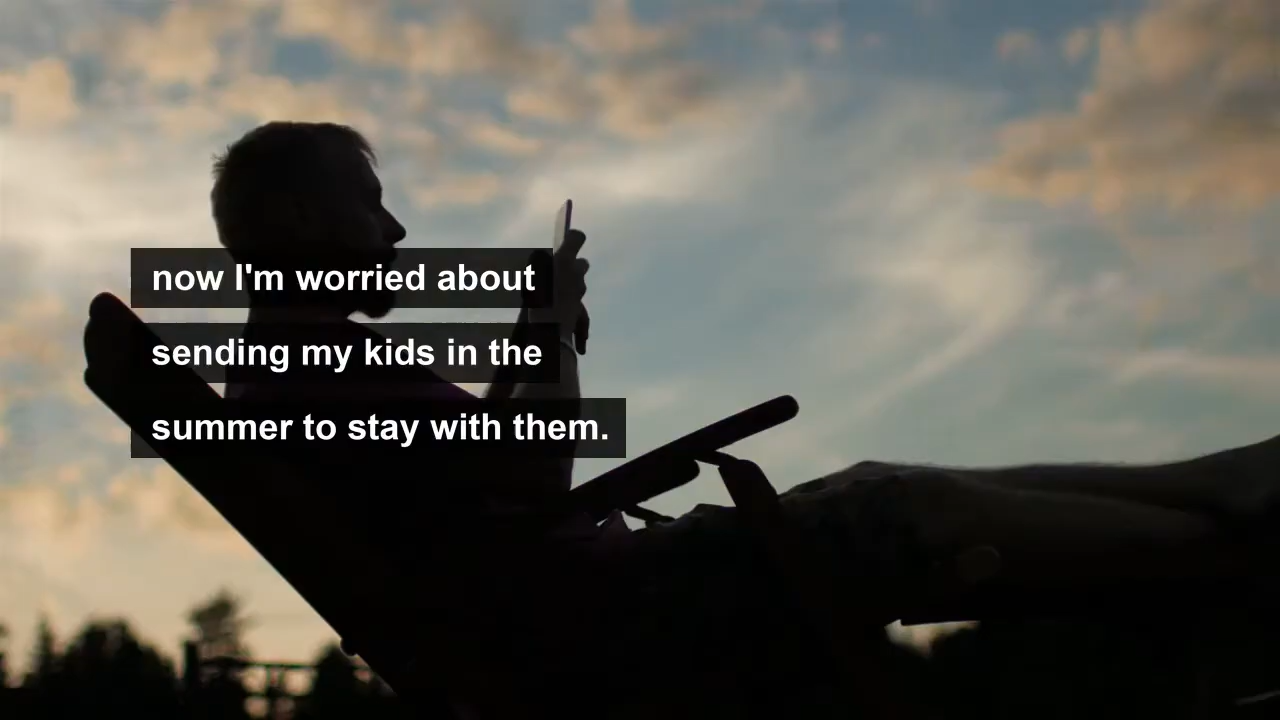 now I'm worried about
sending my kids in the
summer to stay with them.